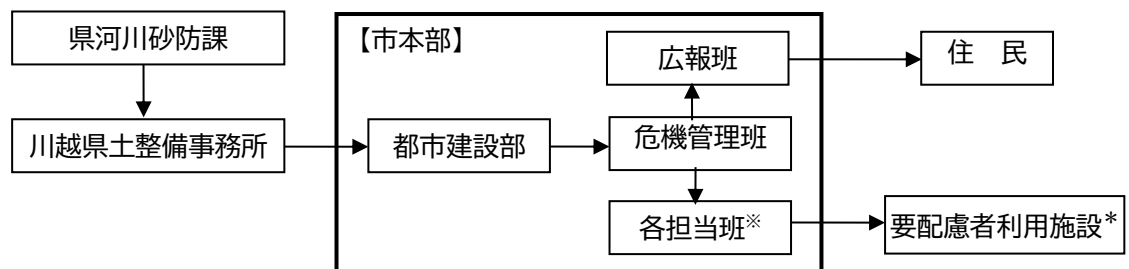 県河川砂防課
【市本部】
広報班
住　民
川越県土整備事務所
都市建設部
危機管理班
各担当班※
要配慮者利用施設*